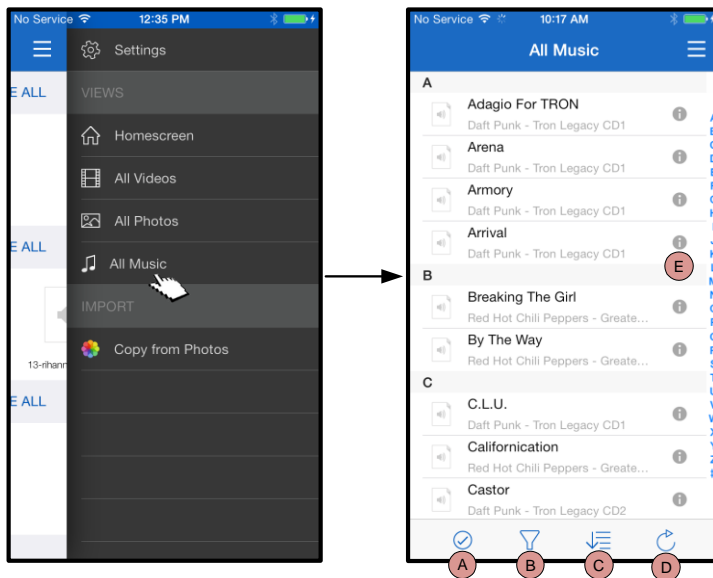 No Service 12:35 PM
Settings
E ALL
VIEWS
Homescreen
All Videos
All Photos
E ALL
All Music
IMPORT
Copy from Photos
13-rihann
E ALL
No Service 10:17 AM
All Music
A
Adagio For TRON
Daft Punk - Tron Legacy CD1
Arena
Daft Punk - Tron Legacy CD1
Armory
Daft Punk - Tron Legacy CD1
Arrival
Daft Punk - Tron Legacy CD1
E
B
Breaking The Girl
Red Hot Chili Peppers - Greate...
By The Way
Red Hot Chili Peppers - Greate...
C
C.L.U.
Daft Punk - Tron Legacy CD1
Californication
Red Hot Chili Peppers - Greate...
Castor
Daft Punk - Tron Legacy CD2
A B C D